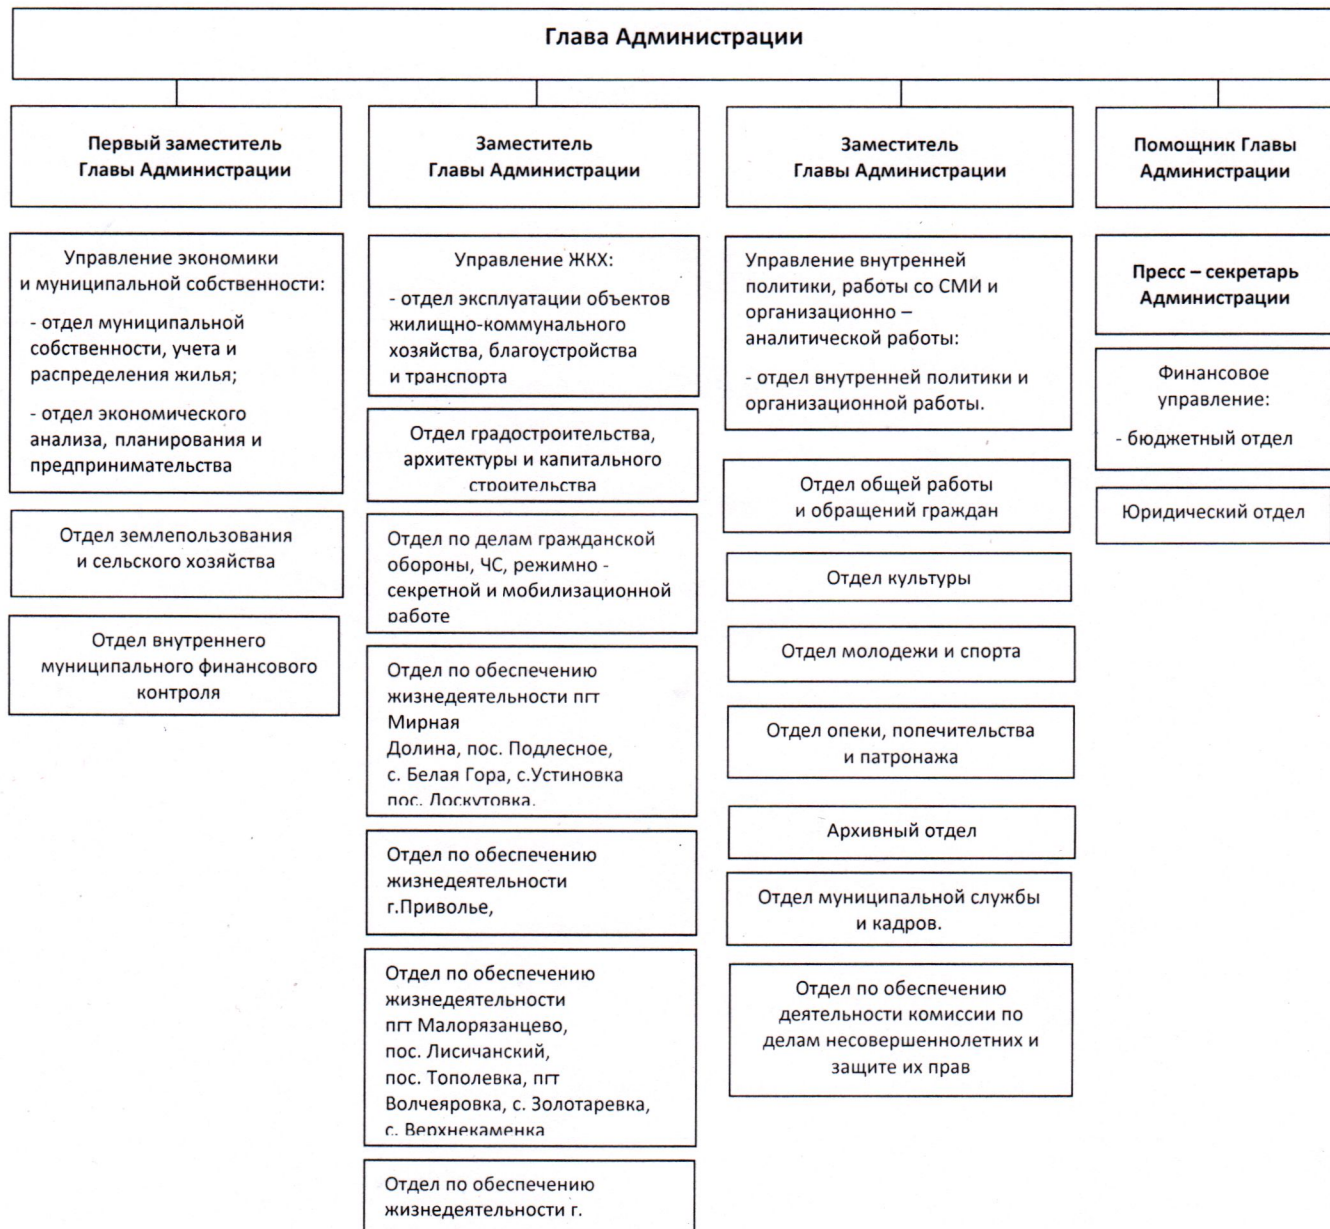 Глава Администрации
Первый заместитель
Главы Администрации
Управление экономики
и муниципальной собственности:
- отдел муниципальной
собственности, учета и
распределения жилья;
- отдел экономического
анализа, планирования и
предпринимательства
Отдел землепользования
и сельского хозяйства
Отдел внутреннего
муниципального финансового
контроля
Заместитель
Главы Администрации
Управление ЖКХ:
- отдел эксплуатации объектов
жилищно-коммунального
хозяйства, благоустройства
и транспорта
Отдел градостроительства,
архитектуры и капитального
строительства
Отдел по делам гражданской
обороны, ЧС, режимно -
секретной и мобилизационной
работе
Отдел по обеспечению
жизнедеятельности пгт
Мирная
Долина, пос. Подлесное,
с. Белая Гора, с.Устиновка
пос. Лоскутовка.
Отдел по обеспечению
жизнедеятельности
г.Приволье,
Отдел по обеспечению
жизнедеятельности
пгт Малорязанцево,
пос. Лисичанский,
пос. Тополевка, пгт
Волчеяровка, с. Золотаревка,
с. Верхнекаменка
Отдел по обеспечению
жизнедеятельности г.
Заместитель
Главы Администрации
Управление внутренней
политики, работы со СМИ и
организационно –
аналитической работы:
- отдел внутренней политики и
организационной работы.
Отдел общей работы
и обращений граждан
Отдел культуры
Отдел молодежи и спорта
Отдел опеки, попечительства
и патронажа
Архивный отдел
Отдел муниципальной службы
и кадров.
Отдел по обеспечению
деятельности комиссии по
делам несовершеннолетних и
защите их прав
Помощник Главы
Администрации
Пресс – секретарь
Администрации
Финансовое
управление:
- бюджетный отдел
Юридический отдел